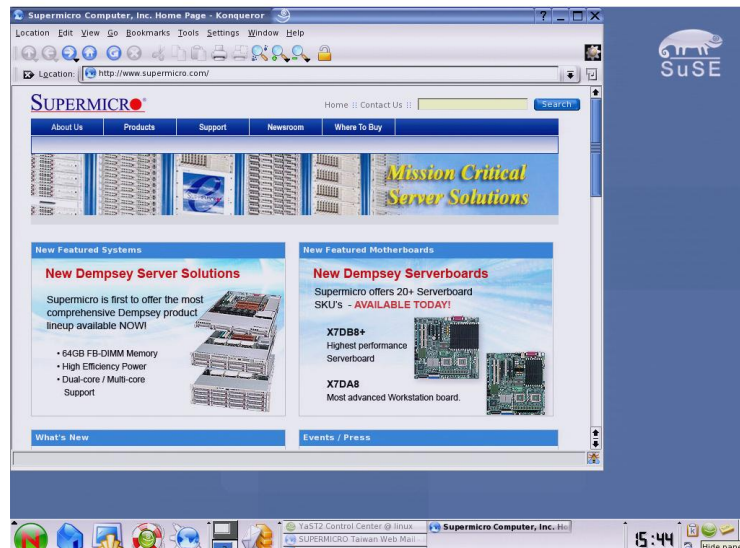 Supermicro Computer, Inc. Home Page - Konqueror
Location Edit View Go Bookmarks Tools Settings Window Help
Location: http://www.supermicro.com/
SuSE
SUPERMICRO
Home :: Contact Us :: Search
About Us Products Support Newsroom Where To Buy
Mission Critical
Server Solutions
New Featured Systems
New Dempsey Server Solutions
Supermicro is first to offer the most
comprehensive Dempsey product
lineup available NOW!
• 64GB FB-DIMM Memory
• High Efficiency Power
• Dual-core / Multi-core
Support
New Featured Motherboards
New Dempsey Serverboards
Supermicro offers 20+ Serverboard
SKU's - AVAILABLE TODAY!
X7DB8+
Highest performance
Serverboard
X7DA8
Most advanced Workstation board.
What's New
Events / Press
YaST2 Control Center @ linux
SUPERMICRO Taiwan Web Mail
Supermicro Computer, Inc. Ho
15:44
Hide pane